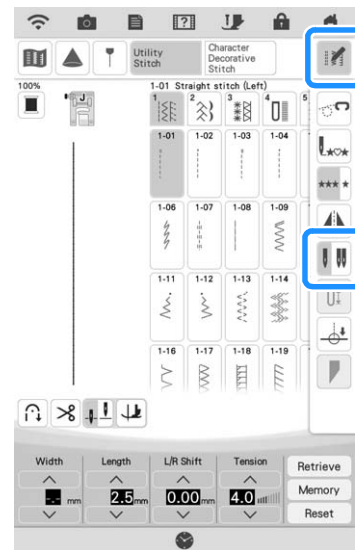 Utility
Stitch
Character
Decorative
Stitch
100%
1-01 Straight stitch (Left)
J
1
2
3
4
5
1-01
1-02
1-03
1-04
1-06
1-07
1-08
1-09
1-11
1-12
1-13
1-14
1-16
1-17
1-18
1-19
Width
Length
L/R Shift
Tension
Retrieve
-.- mm
2.5 mm
0.00 mm
4.0
Memory
Reset